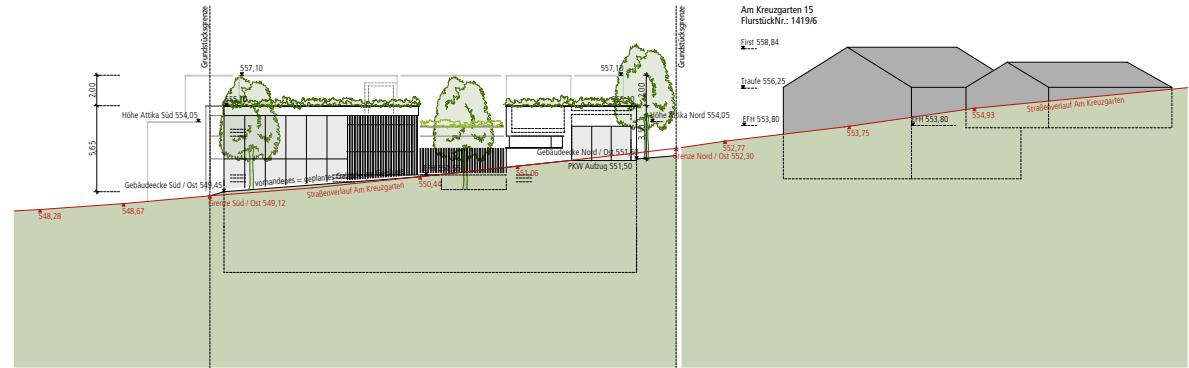 Am Kreuzgarten 15
FlurstückNr.: 1419/6
Grundstücksgrenze
Grundstücksgrenze
First 558,84
557,10
557,10
Traufe 556,25
2,00
2,00
Höhe Attika Süd 554,05
Höhe Attika Nord 554,05
EFH 553,80
EFH 553,80
5,65
Straßenverlauf Am Kreuzgarten
554,93
553,75
552,77
Gebäudeecke Nord / Ost 551,50
Grenze Nord / Ost 552,30
PKW Aufzug 551,50
551,06
550,44
Gebäudeecke Süd / Ost 549,45
vorhandenes = geplantes
Straßenverlauf Am Kreuzgarten
Grenze Süd / Ost 549,12
548,67
548,28